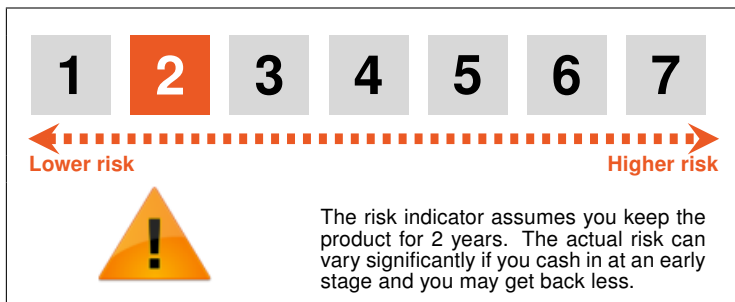 1 2 3 4 5 6 7
Lower risk Higher risk
!
The risk indicator assumes you keep the
product for 2 years. The actual risk can
vary significantly if you cash in at an early
stage and you may get back less.